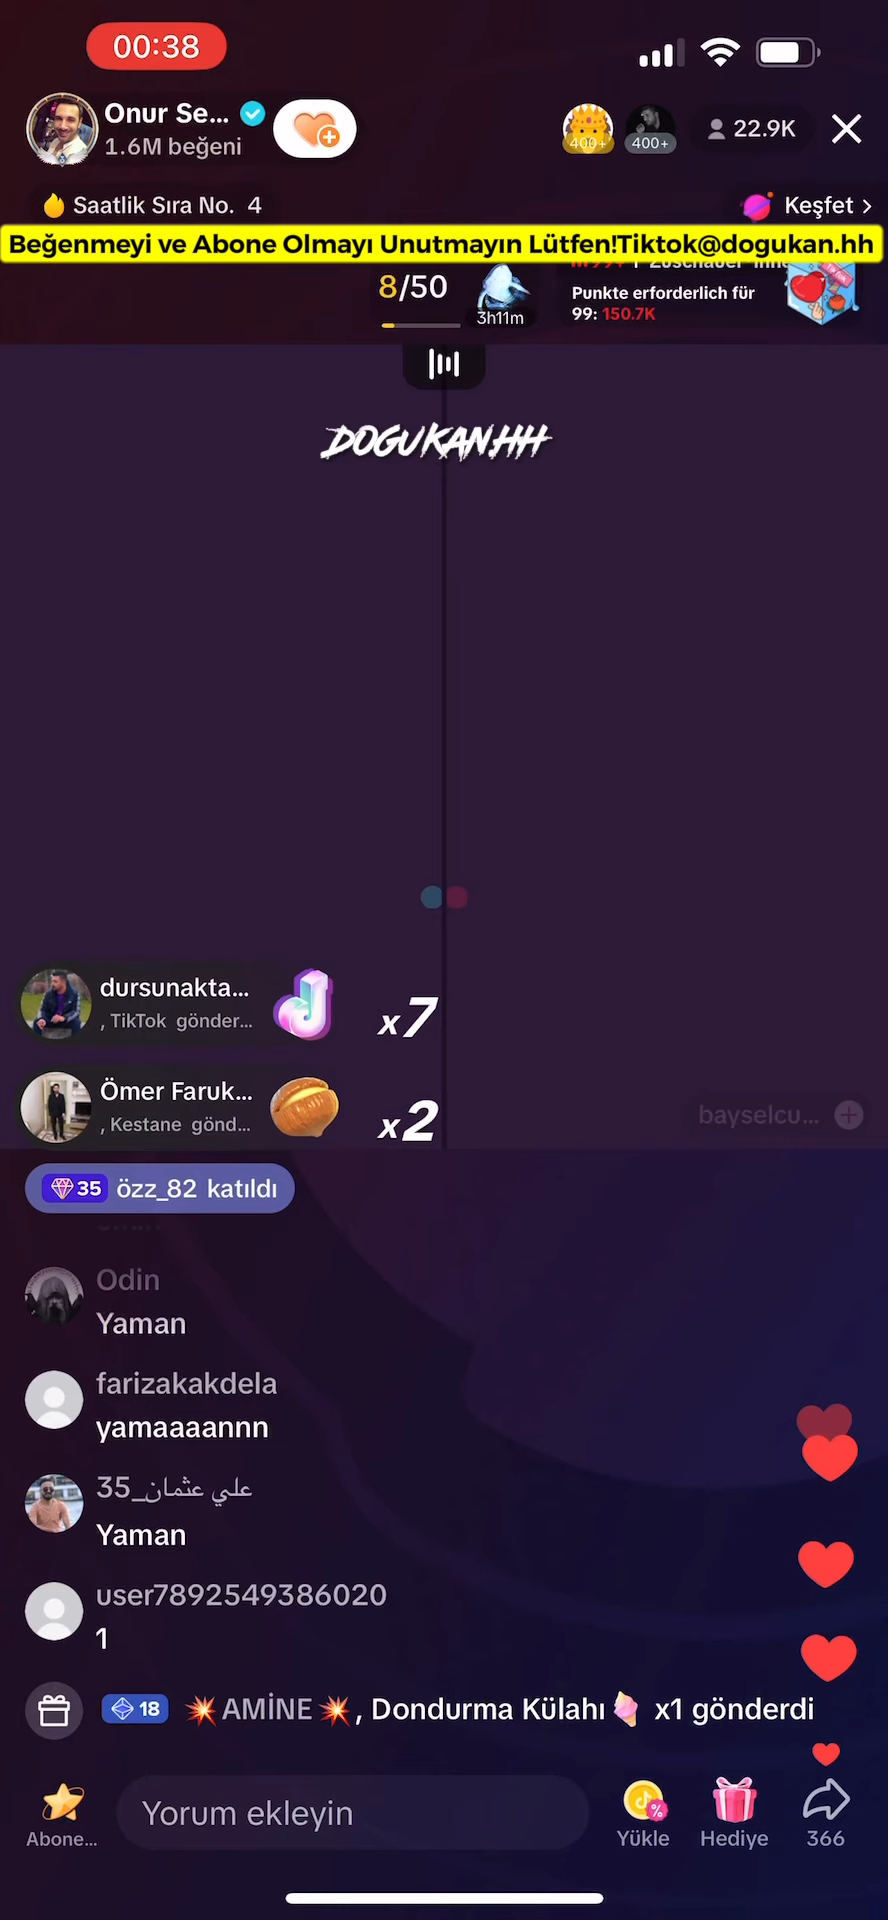 00:38
Onur Se...
1.6M beğeni
400+
400+
22.9K
Saatlik Sıra No. 4
Keşfet >
Beğenmeyi ve Abone Olmayı Unutmayın Lütfen!Tiktok@dogukan.hh
8/50
3h11m
Punkte erforderlich für
99: 150.7K
DOGUKAN.HH
dursunakta...
, TikTok gönder...
x7
Ömer Faruk...
, Kestane gönd...
x2
bayselcu...
35 özz_82 katıldı
Odin
Yaman
farizakakdela
yamaaaannn
علي عثمان_35
Yaman
user7892549386020
1
18 💥AMİNE💥, Dondurma Külahı🍦 x1 gönderdi
Abone...
Yorum ekleyin
Yükle
Hediye
366